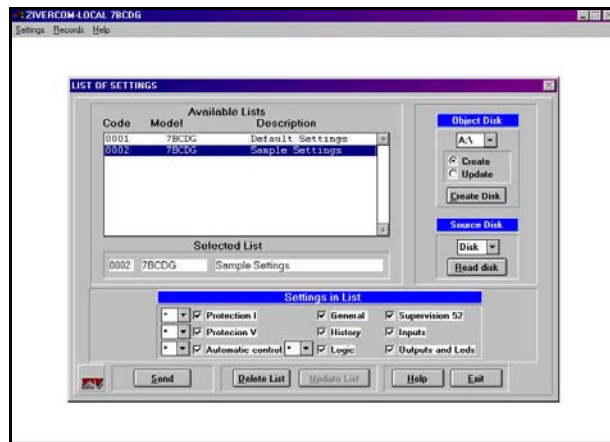 ZIVERCOM-LOCAL 7BCDG
Settings Records Help
LIST OF SETTINGS
Available Lists
Code Model Description
0001 7BCDG Default Settings
0002 7BCDG Sample Settings
Selected List
0002 7BCDG Sample Settings
Object Disk
A:\
Create
Update
Create Disk
Source Disk
Disk
Read disk
Settings in List
* Protection I General Supervision 52
* Protecion V History Inputs
* Automatic control * Logic Outputs and Leds
Send Delete List Update List Help Exit